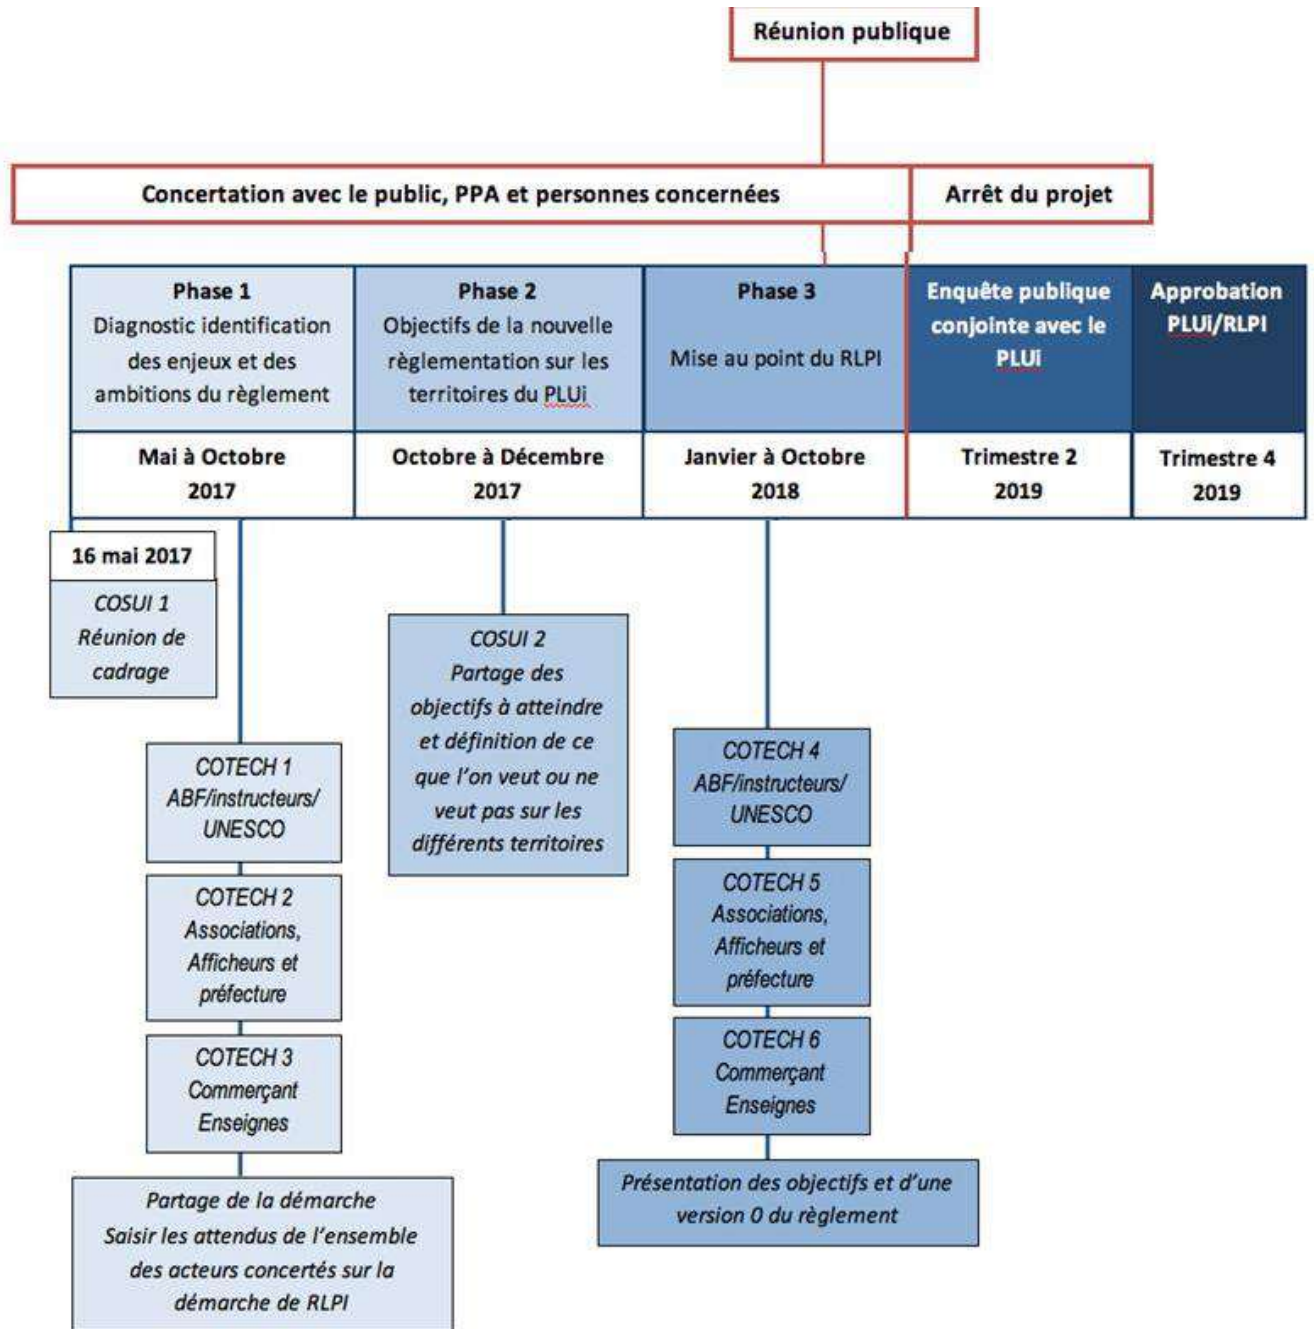 Réunion publique
Concertation avec le public, PPA et personnes concernées
Arrêt du projet
Phase 1
Diagnostic identification
des enjeux et des
ambitions du règlement
Phase 2
Objectifs de la nouvelle
règlementation sur les
territoires du PLUi
Phase 3
Mise au point du RLPI
Enquête publique
conjointe avec le
PLUi
Approbation
PLUi/RLPI
Mai à Octobre
2017
Octobre à Décembre
2017
Janvier à Octobre
2018
Trimestre 2
2019
Trimestre 4
2019
16 mai 2017
COSUI 1
Réunion de
cadrage
COTECH 1
ABF/instructeurs/
UNESCO
COTECH 2
Associations,
Afficheurs et
préfecture
COTECH 3
Commerçant
Enseignes
Partage de la démarche
Saisir les attendus de l'ensemble
des acteurs concertés sur la
démarche de RLPI
COSUI 2
Partage des
objectifs à atteindre
et définition de ce
que l'on veut ou ne
veut pas sur les
différents territoires
COTECH 4
ABF/instructeurs/
UNESCO
COTECH 5
Associations,
Afficheurs et
préfecture
COTECH 6
Commerçant
Enseignes
Présentation des objectifs et d'une
version 0 du règlement